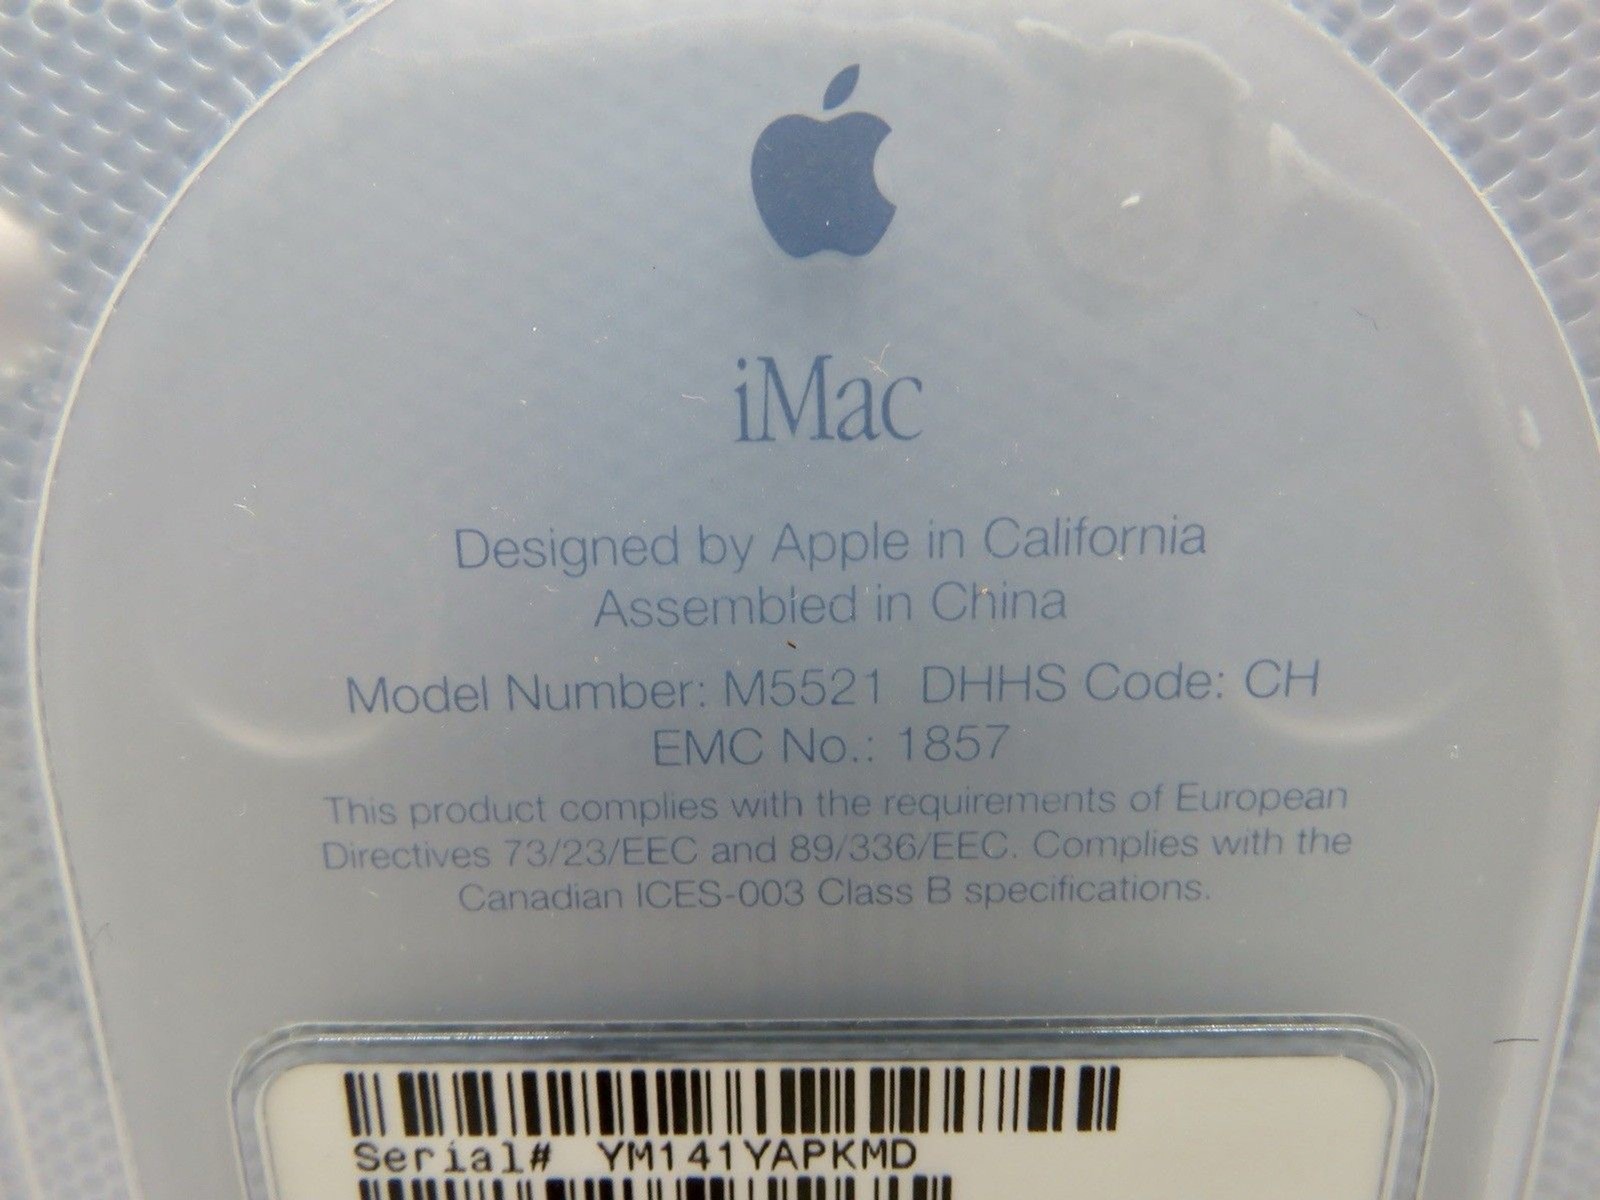 iMac
Designed by Apple in California
Assembled in China
Model Number: M5521 DHHS Code: CH
EMC No.: 1857
This product complies with the requirements of European
Directives 73/23/EEC and 89/336/EEC. Complies with the
Canadian ICES-003 Class B specifications.
Serial# YM141YAPKMD